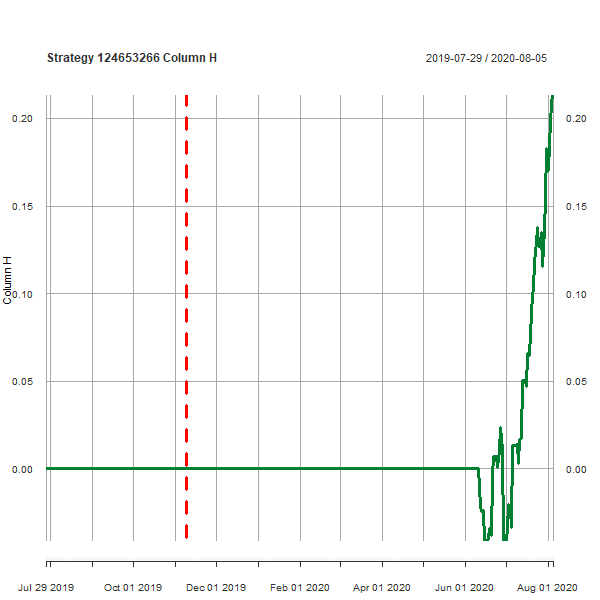 Strategy 124653266 Column H
2019-07-29 / 2020-08-05
0.20
0.20
0.15
0.15
0.10
0.10
0.05
0.05
0.00
0.00
Column H
Jul 29 2019
Oct 01 2019
Dec 01 2019
Feb 01 2020
Apr 01 2020
Jun 01 2020
Aug 01 2020